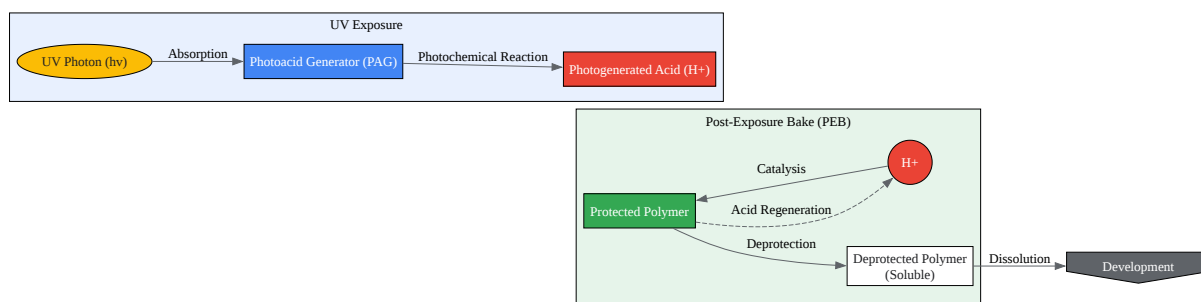 UV Exposure
UV Photon (hv)
Absorption
Photoacid Generator (PAG)
Photochemical Reaction
Photogenerated Acid (H+)
Post-Exposure Bake (PEB)
H+
Catalysis
Protected Polymer
Acid Regeneration
Deprotection
Deprotected Polymer
(Soluble)
Dissolution
Development